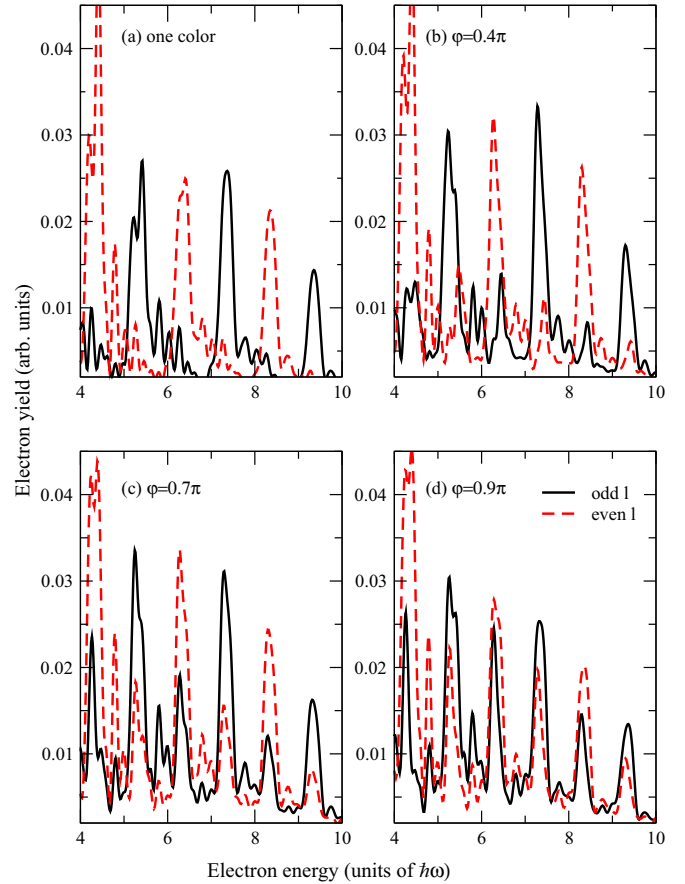 (a) one color
(b) φ=0.4π
0.04
0.03
0.02
0.01
0.04
0.03
0.02
0.01
4 6 8 10
4 6 8 10
Electron yield (arb. units)
(c) φ=0.7π
(d) φ=0.9π
odd l
even l
0.04
0.03
0.02
0.01
0.04
0.03
0.02
0.01
4 6 8 10
4 6 8 10
Electron energy (units of ħω)